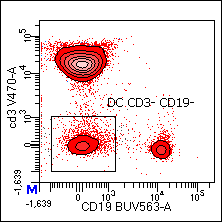 cd3 V470-A
10^5
10^4
10^3
0
-1,639
DC CD3- CD19-
M
-1,639
0
10^3
10^4
10^5
CD19 BUV563-A